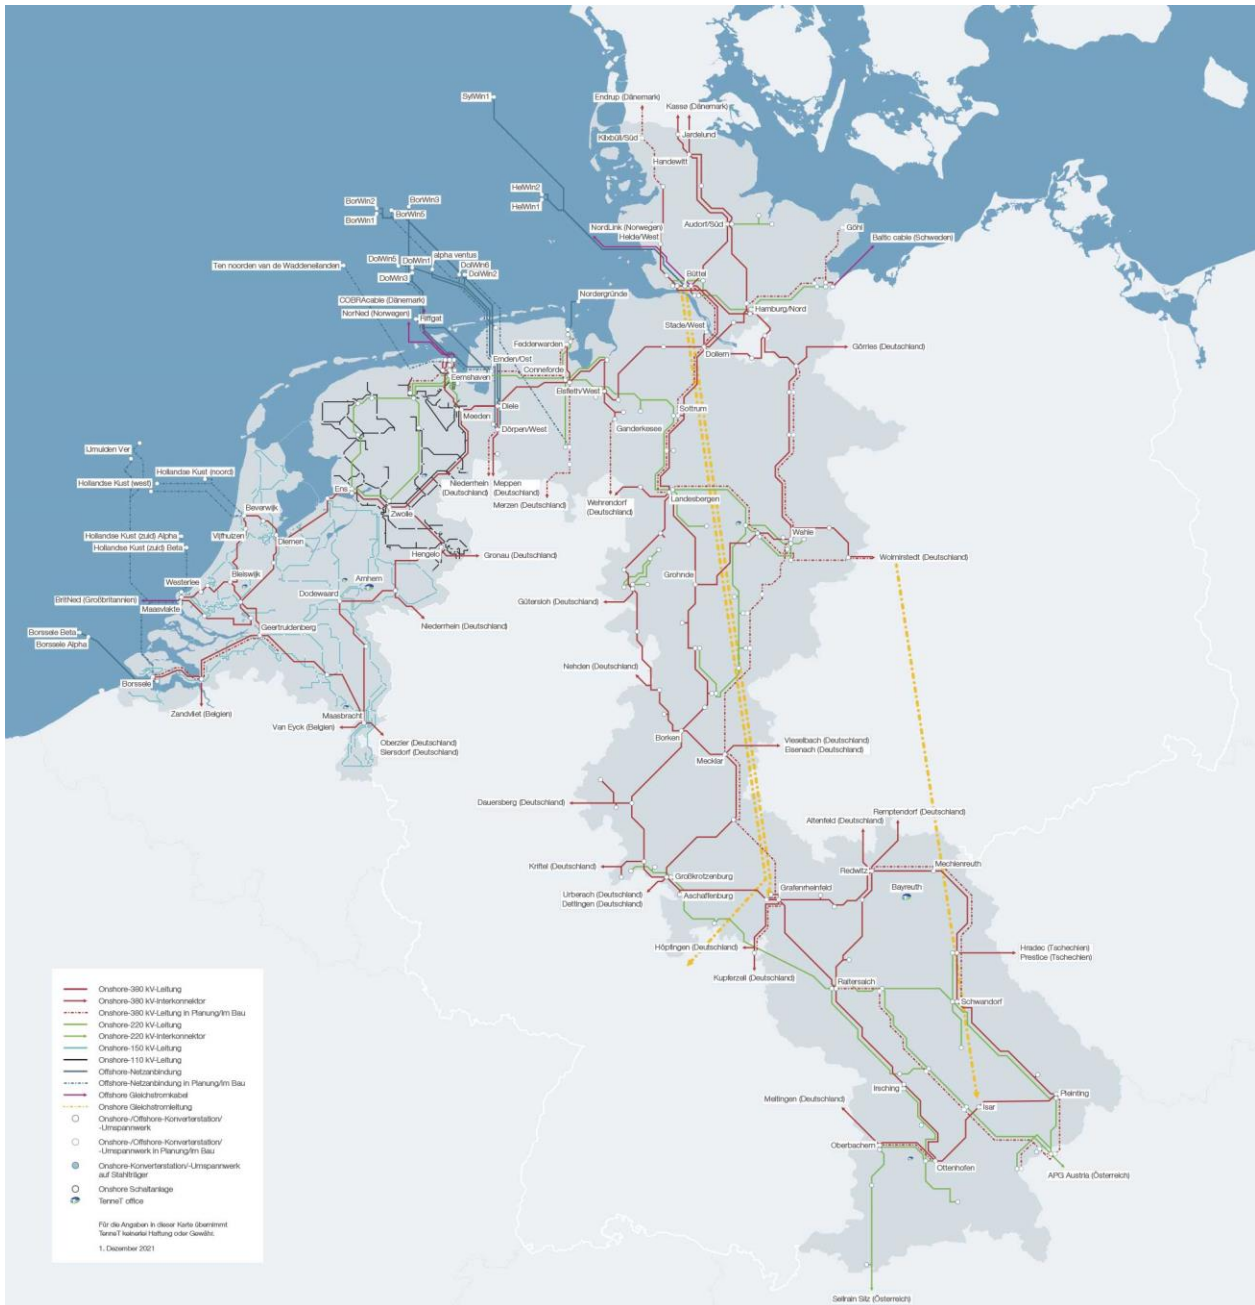 SylWin1
Endrup (Dänemark)
Kasse (Dänemark)
Klixbüll/Süd
Jardelund
Handewitt
HelWin2
HelWin1
BorWin2
BorWin3
BorWin1
BorWin5
NordLink (Norwegen)
Heide/West
Audorf/Süd
Göhl
Baltic cable (Schweden)
Ten noorden van de Waddeneilanden
DolWin5
DolWin1
alpha ventus
DolWin6
DolWin2
DolWin3
Büttel
COBRAcable (Dänemark)
NorNed (Norwegen)
Riffgat
Nordergründe
Hamburg/Nord
Stade/West
Fedderwarden
Dollern
Görries (Deutschland)
Emden/Ost
Conneforde
Eemshaven
Elsfleth/West
Meeden
Diele
Sottrum
Dörpen/West
Ganderkesee
IJmuiden Ver
Hollandse Kust (noord)
Hollandse Kust (west)
Niederrhein
(Deutschland)
Meppen
(Deutschland)
Merzen (Deutschland)
Wehrendorf
(Deutschland)
Landesbergen
Ens
Zwolle
Beverwijk
Vijfhuizen
Diemen
Hollandse Kust (zuid) Alpha
Hollandse Kust (zuid) Beta
Wahle
Hengelo
Gronau (Deutschland)
Wolmirstedt (Deutschland)
Westerlee
Bleiswijk
Arnhem
Grohnde
BritNed (Großbritannien)
Maasvlakte
Dodewaard
Gütersloh (Deutschland)
Geertruidenberg
Niederrhein (Deutschland)
Borssele Beta
Borssele Alpha
Nehden (Deutschland)
Borssele
Zandvliet (Belgien)
Maasbracht
Van Eyck (Belgien)
Oberzier (Deutschland)
Siersdorf (Deutschland)
Borken
Vieselbach (Deutschland)
Eisenach (Deutschland)
Mecklar
Dauersberg (Deutschland)
Remptendorf (Deutschland)
Altenfeld (Deutschland)
Kriftel (Deutschland)
Redwitz
Mechlenreuth
Großkrotzenburg
Urberach (Deutschland)
Dettingen (Deutschland)
Aschaffenburg
Grafenrheinfeld
Bayreuth
Höpfingen (Deutschland)
Kupferzell (Deutschland)
Hradec (Tschechien)
Prestice (Tschechien)
Raitersaich
Schwandorf
Irsching
Meitingen (Deutschland)
Isar
Pleinting
Oberbachern
Ottenhofen
APG Austria (Österreich)
Sellrain Silz (Österreich)
Onshore-380 kV-Leitung
Onshore-380 kV-Interkonnektor
Onshore-380 kV-Leitung in Planung/Im Bau
Onshore-220 kV-Leitung
Onshore-220 kV-Interkonnektor
Onshore-150 kV-Leitung
Onshore-110 kV-Leitung
Offshore-Netzanbindung
Offshore-Netzanbindung in Planung/Im Bau
Offshore Gleichstromkabel
Onshore Gleichstromleitung
Onshore-/Offshore-Konverterstation/
-Umspannwerk
Onshore-/Offshore-Konverterstation/
-Umspannwerk in Planung/Im Bau
Onshore-Konverterstation/-Umspannwerk
auf Stahlträger
Onshore Schaltanlage
TenneT office
Für die Angaben in dieser Karte übernimmt
TenneT keinerlei Haftung oder Gewähr.
1. Dezember 2021